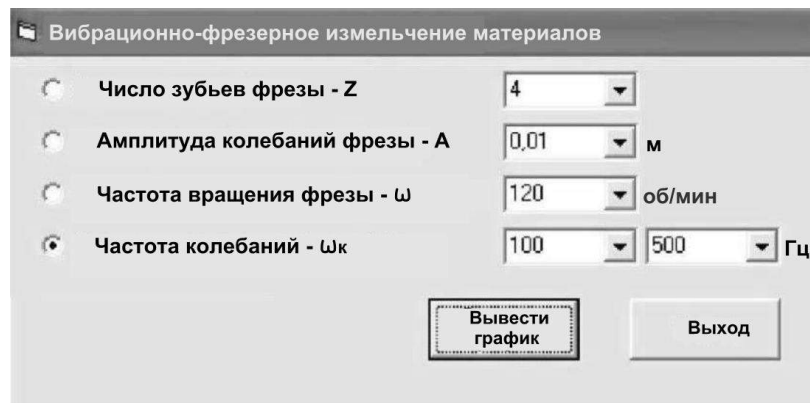 Вибрационно-фрезерное измельчение материалов
Число зубьев фрезы - Z 4
Амплитуда колебаний фрезы - А 0,01 м
Частота вращения фрезы - ω 120 об/мин
Частота колебаний - ωк 100 500 Гц
Вывести
график
Выход